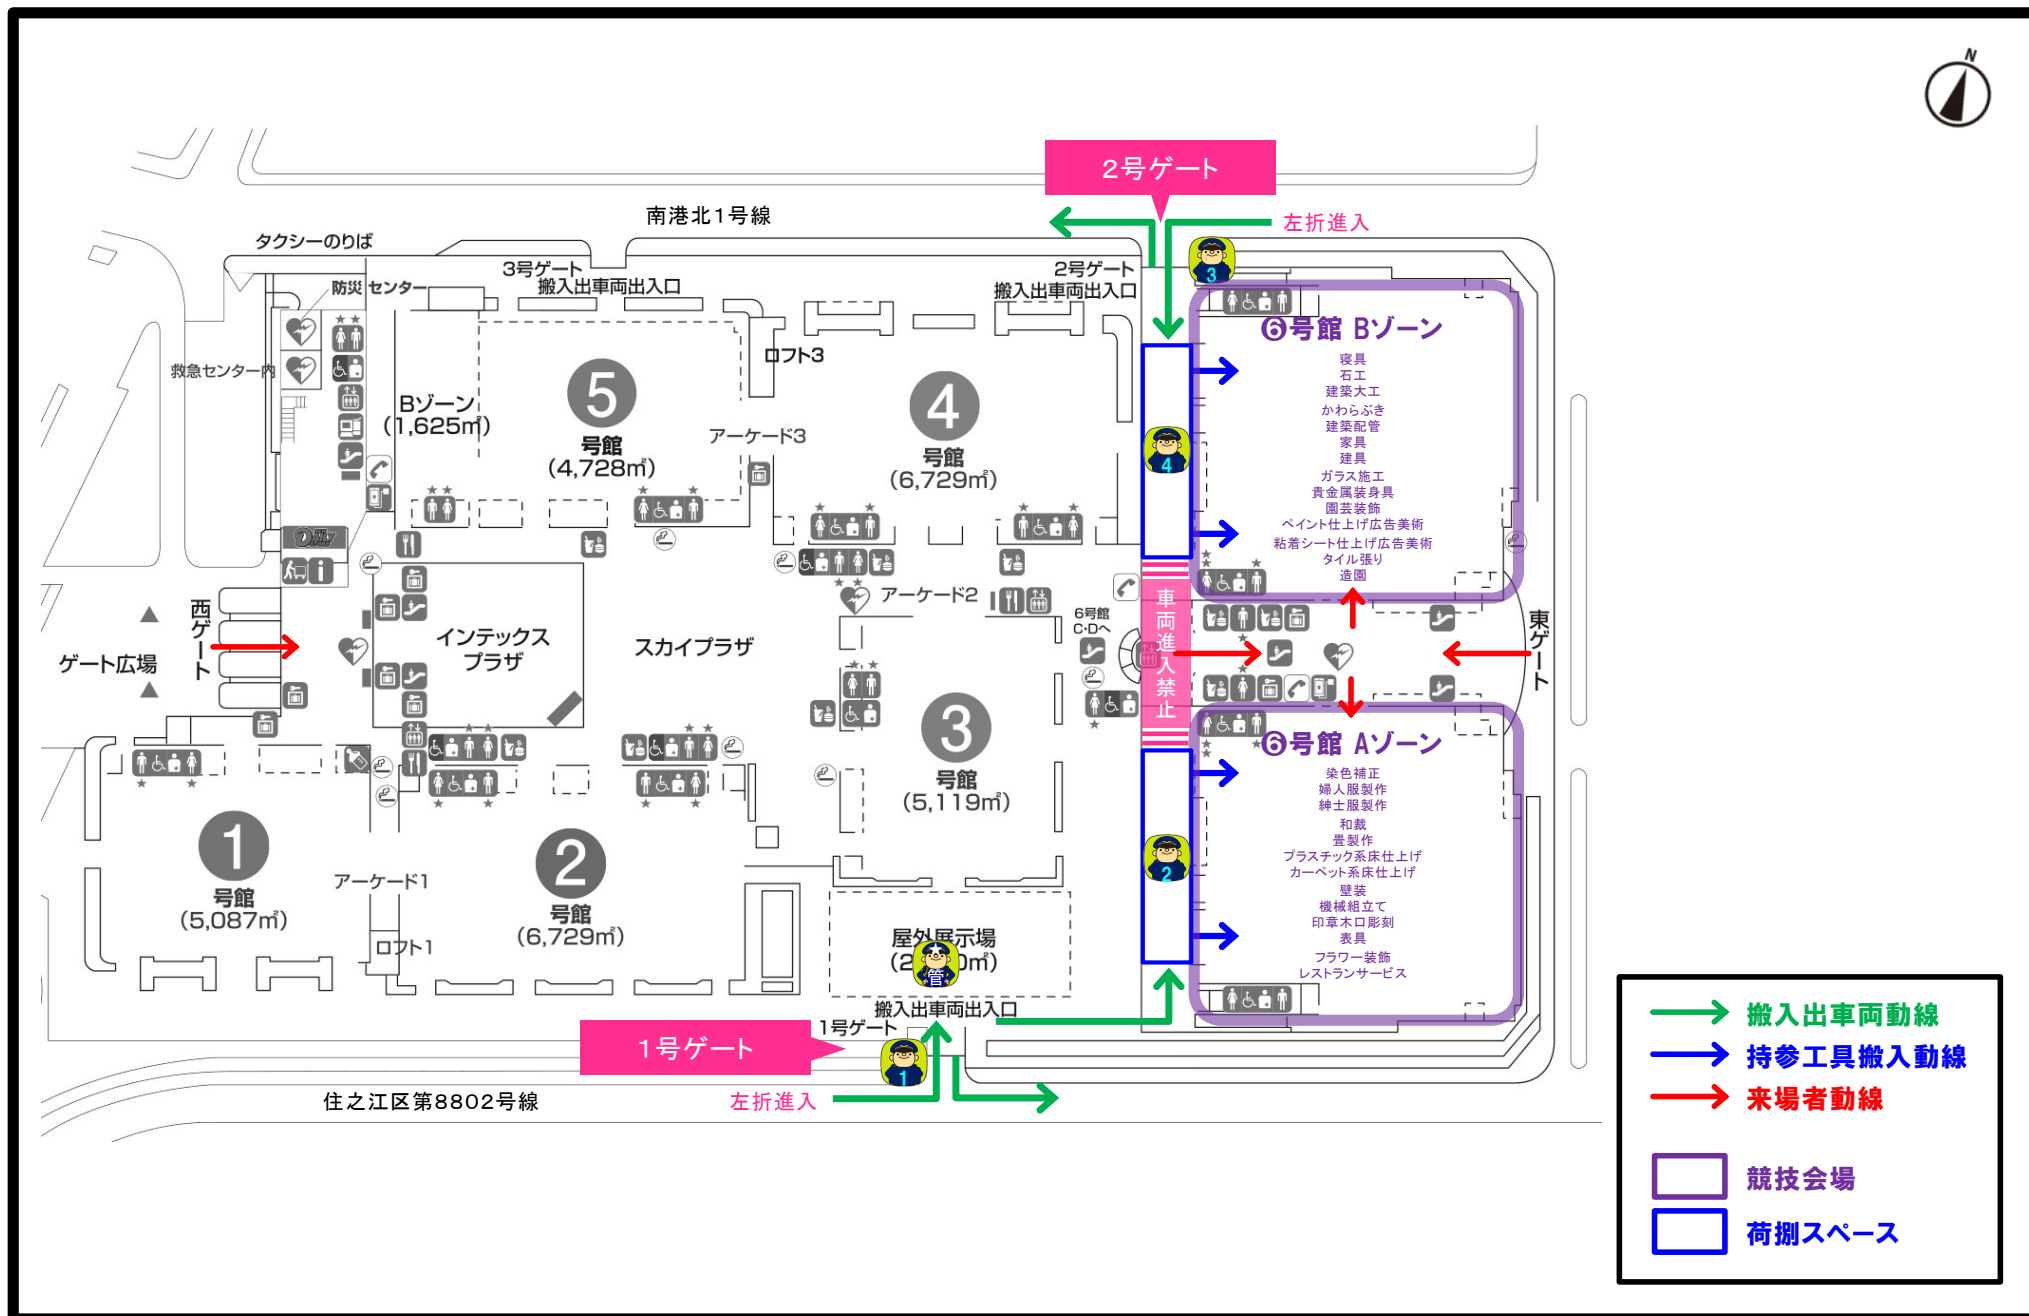 N
2号ゲート
南港北1号線
左折進入
タクシーのりば
3号ゲート
搬入出車両出入口
2号ゲート
搬入出車両出入口
3
防災センター
救急センター内
ロフト3
Bゾーン
(1,625㎡)
5
号館
(4,728㎡)
アーケード3
4
号館
(6,729㎡)
4
❻号館 Bゾーン
寝具
石工
建築大工
かわらぶき
建築配管
家具
建具
ガラス施工
貴金属装身具
園芸装飾
ペイント仕上げ広告美術
粘着シート仕上げ広告美術
タイル張り
造園
西ゲート
ゲート広場
インテックス
プラザ
スカイプラザ
アーケード2
6号館
C・Dへ
車両進入禁止
東ゲート
3
号館
(5,119㎡)
❻号館 Aゾーン
染色補正
婦人服製作
紳士服製作
和裁
畳製作
プラスチック系床仕上げ
カーペット系床仕上げ
壁装
機械組立て
印章木口彫刻
表具
フラワー装飾
レストランサービス
2
1
号館
(5,087㎡)
アーケード1
ロフト1
2
号館
(6,729㎡)
屋外展示場
管
搬入出車両出入口
1号ゲート
1号ゲート
1
住之江区第8802号線
左折進入
搬入出車両動線
持参工具搬入動線
来場者動線
競技会場
荷捌スペース